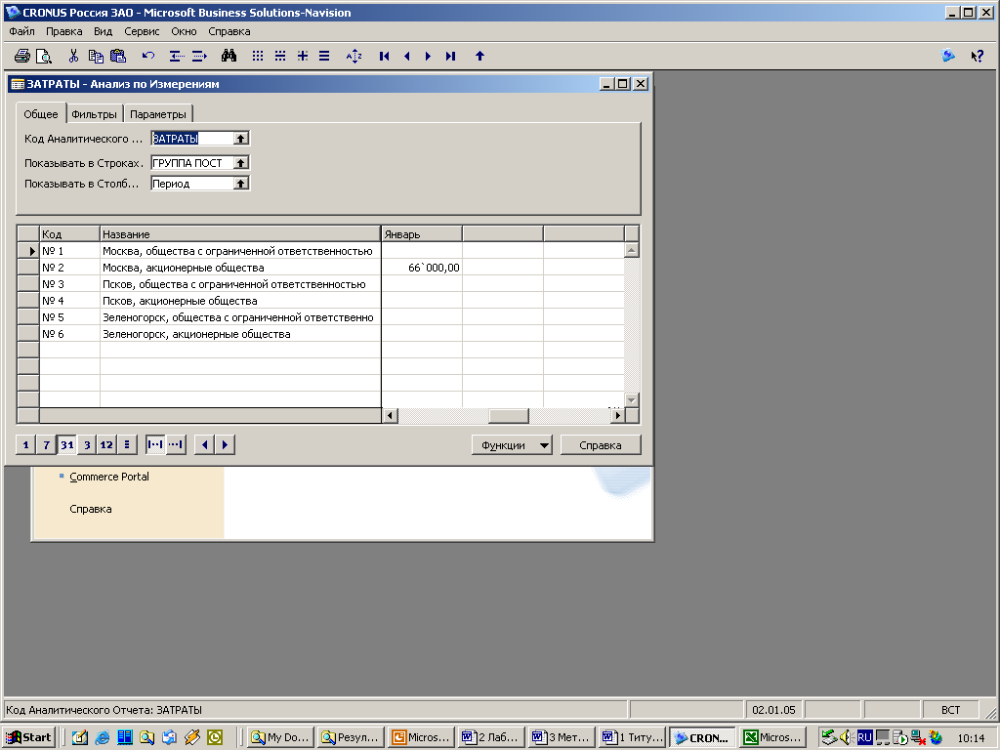 CRONUS Россия ЗАО - Microsoft Business Solutions-Navision
Файл Правка Вид Сервис Окно Справка
ЗАТРАТЫ - Анализ по Измерениям
Общее Фильтры Параметры
Код Аналитического ... ЗАТРАТЫ
Показывать в Строках. ГРУППА ПОСТ
Показывать в Столб... Период
Код Название Январь
№ 1 Москва, общества с ограниченной ответственностью
№ 2 Москва, акционерные общества 66`000,00
№ 3 Псков, общества с ограниченной ответственностью
№ 4 Псков, акционерные общества
№ 5 Зеленогорск, общества с ограниченной ответственно
№ 6 Зеленогорск, акционерные общества
1 7 31 3 12 Функции Справка
Commerce Portal
Справка
Код Аналитического Отчета: ЗАТРАТЫ 02.01.05 ВСТ
Start My Do... Резул... Micros... 2 Лаб... 3 Мет... 1 Титу... CRON... Micros... RU 10:14